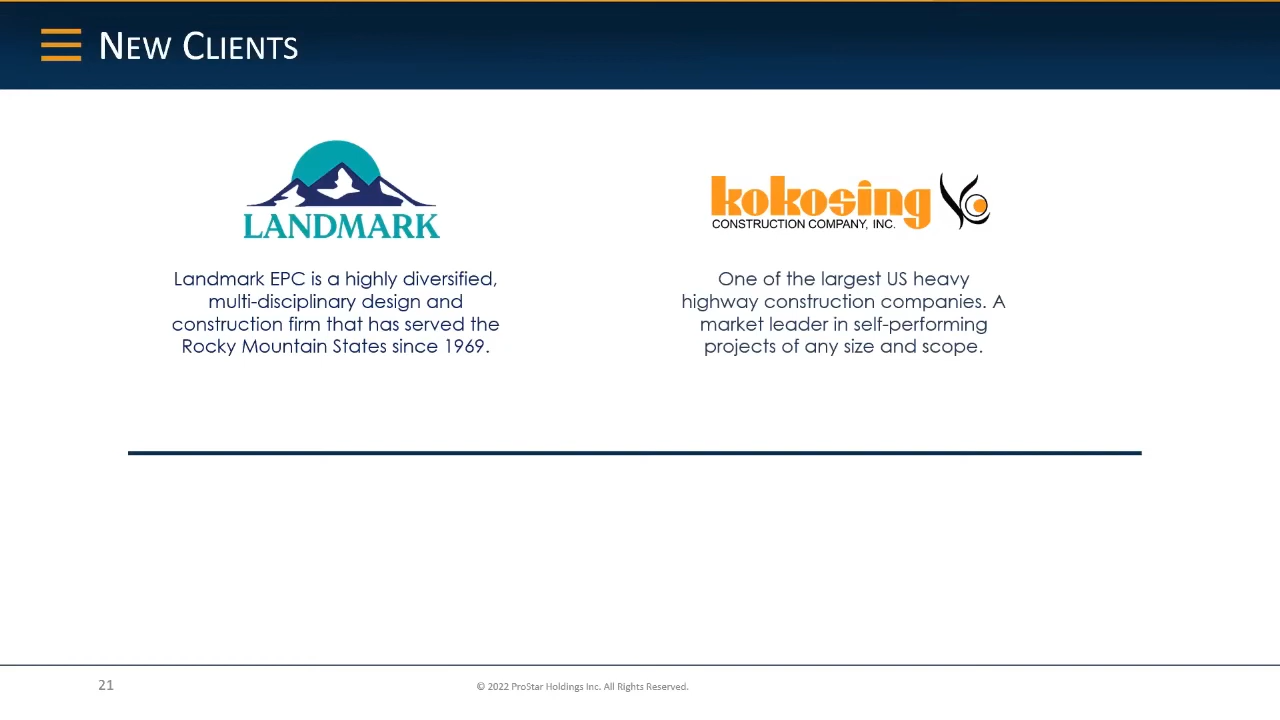 NEW CLIENTS
LANDMARK
Landmark EPC is a highly diversified,
multi-disciplinary design and
construction firm that has served the
Rocky Mountain States since 1969.
kokosing
CONSTRUCTION COMPANY, INC.
One of the largest US heavy
highway construction companies. A
market leader in self-performing
projects of any size and scope.
21
© 2022 ProStar Holdings Inc. All Rights Reserved.